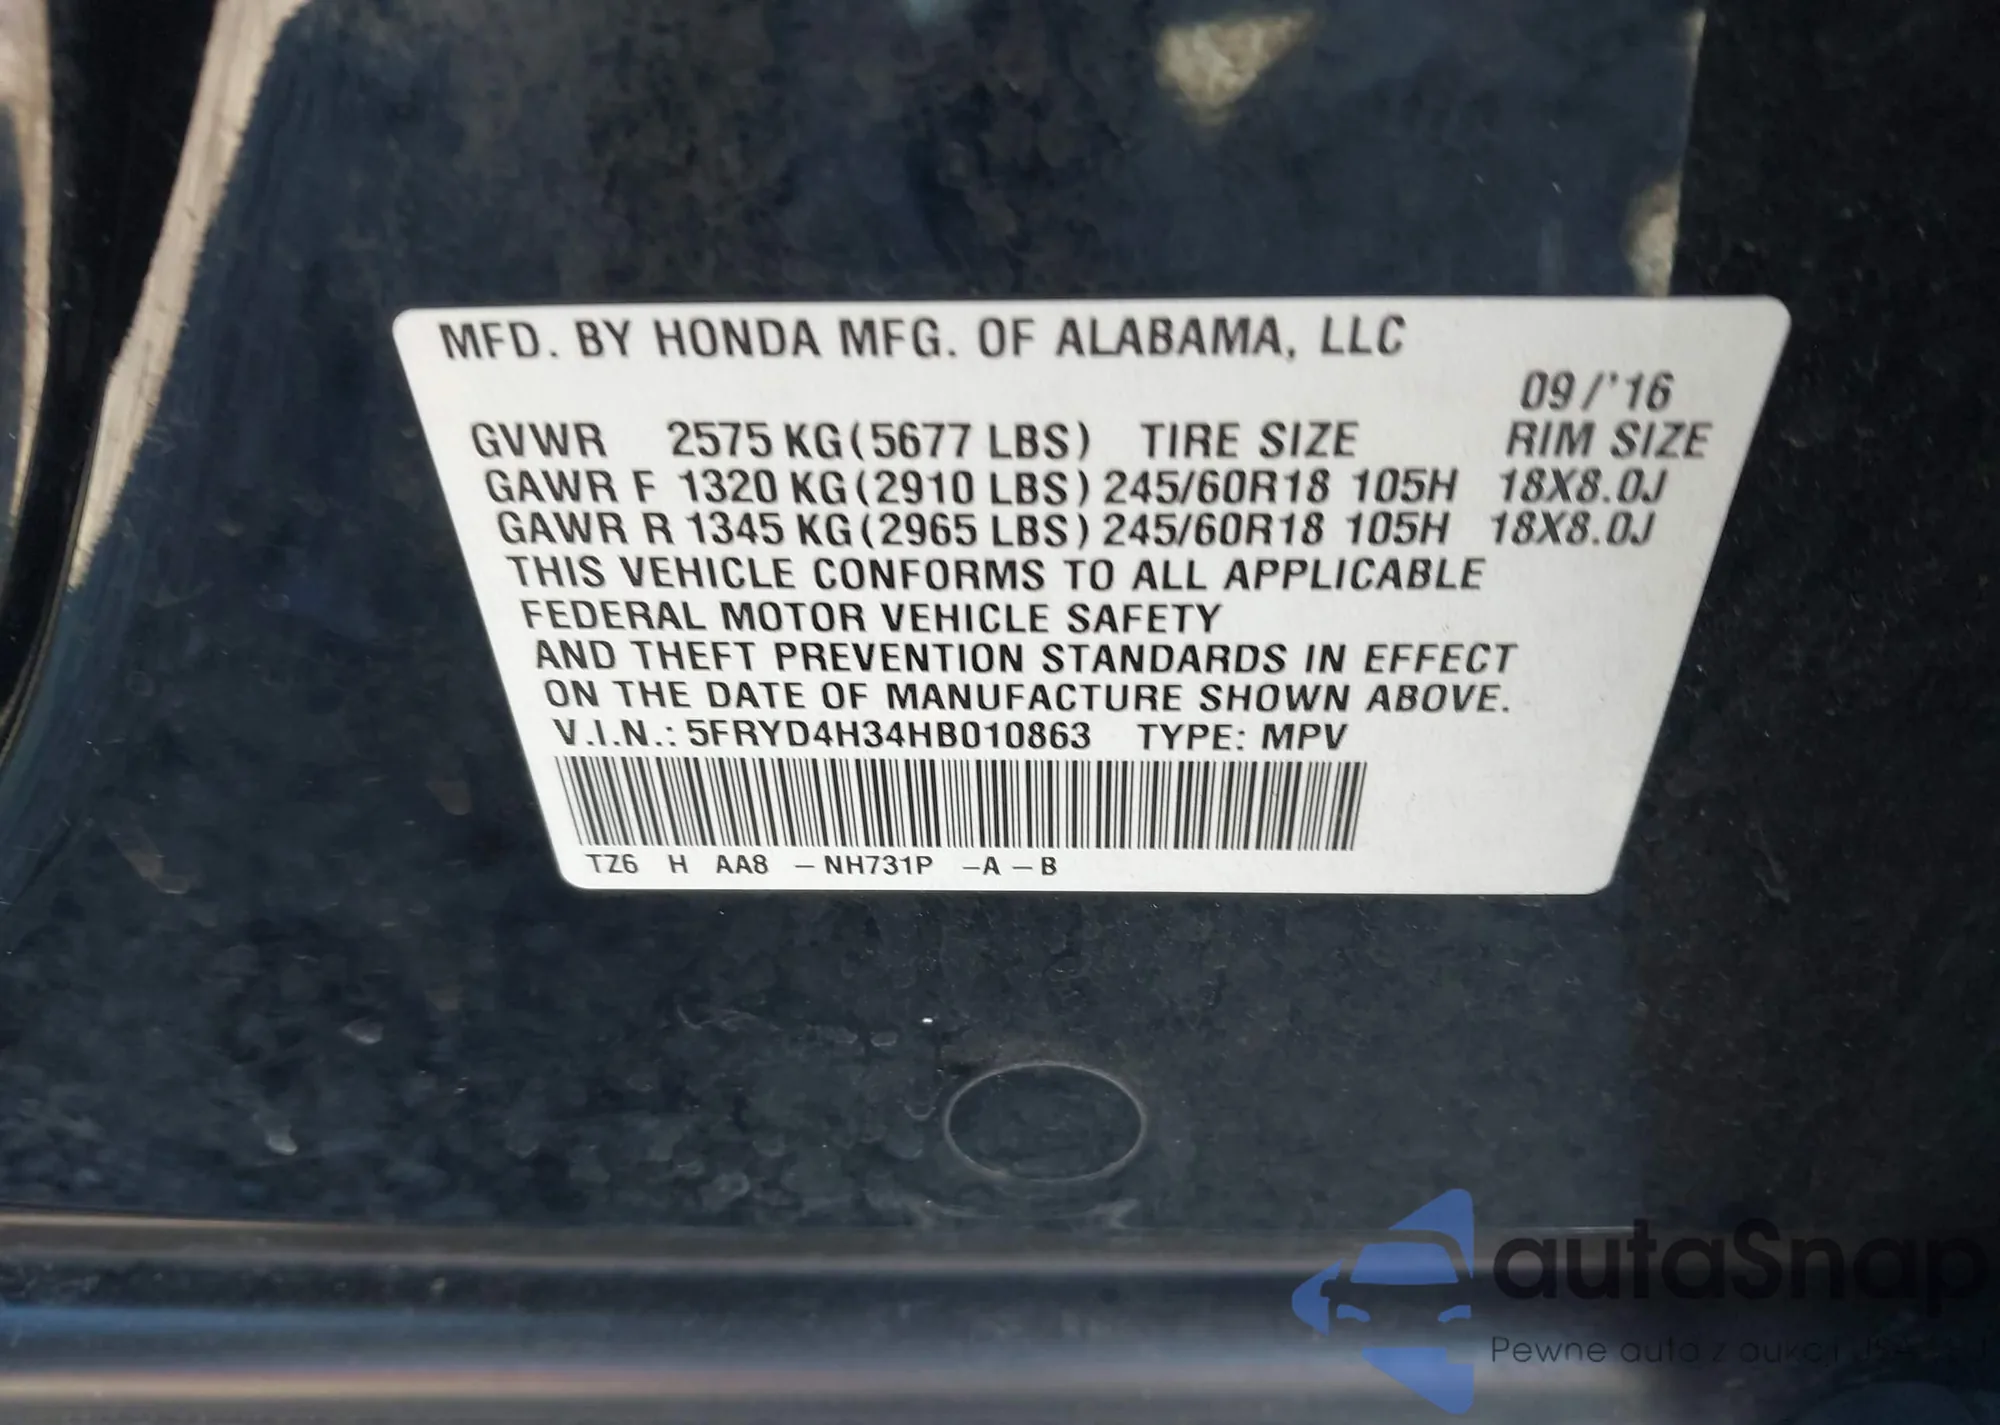 MFD. BY HONDA MFG. OF ALABAMA, LLC
09/'16
GVWR 2575 KG (5677 LBS) TIRE SIZE RIM SIZE
GAWR F 1320 KG (2910 LBS) 245/60R18 105H 18X8.0J
GAWR R 1345 KG (2965 LBS) 245/60R18 105H 18X8.0J
THIS VEHICLE CONFORMS TO ALL APPLICABLE
FEDERAL MOTOR VEHICLE SAFETY
AND THEFT PREVENTION STANDARDS IN EFFECT
ON THE DATE OF MANUFACTURE SHOWN ABOVE.
V.I.N.: 5FRYD4H34HB010863 TYPE: MPV
TZ6 H AA8 – NH731P –A – B
autaSnap
Pewne auta z aukcji